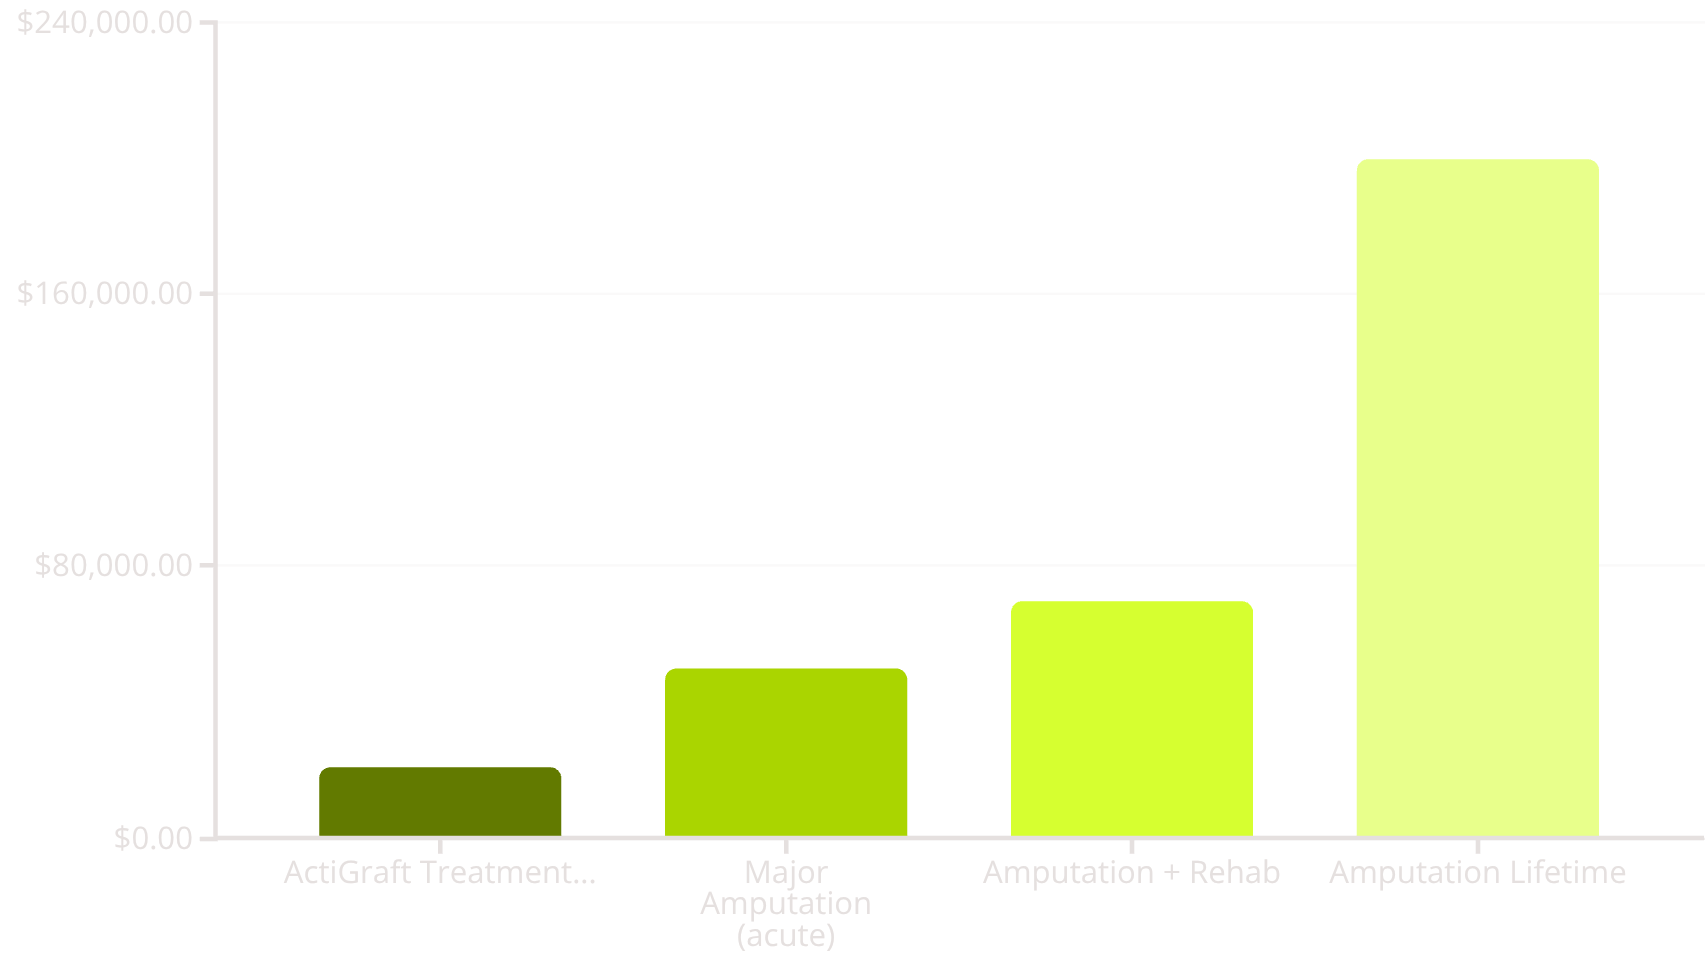 $240,000.00
$160,000.00
$80,000.00
$0.00
ActiGraft Treatment...
Major
Amputation
(acute)
Amputation + Rehab
Amputation Lifetime